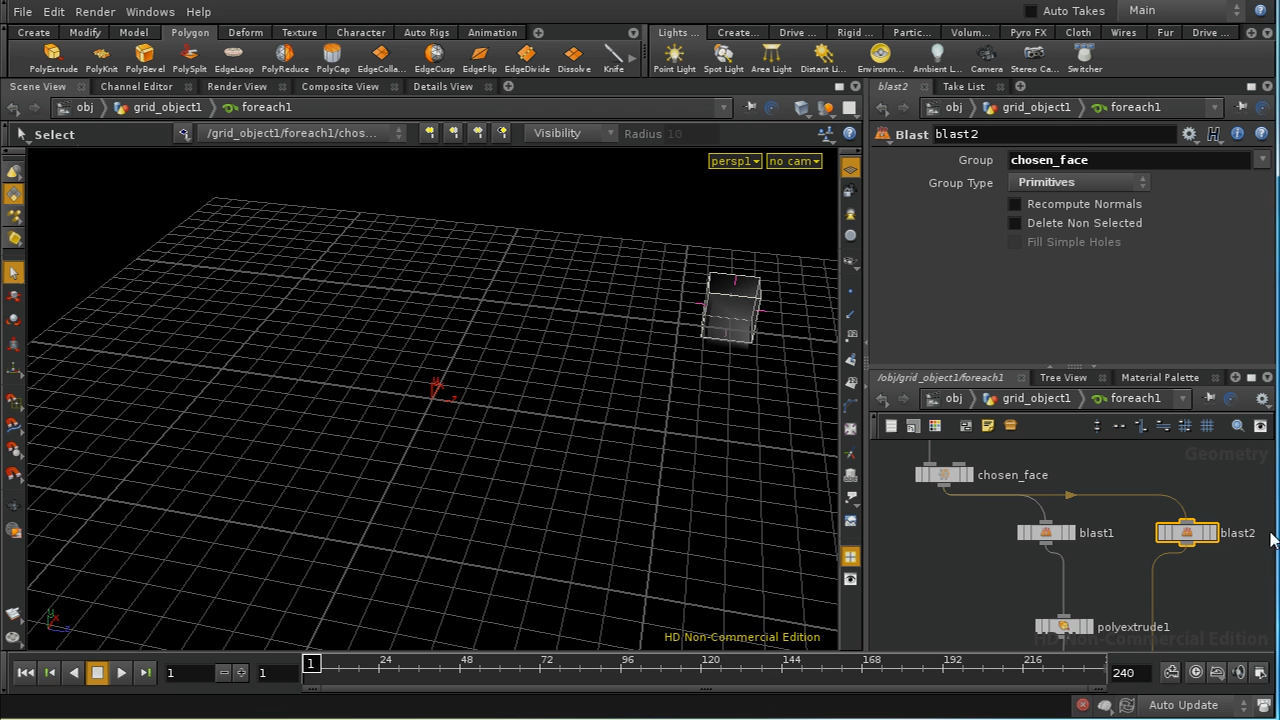 File Edit Render Windows Help Auto Takes Main
Create Modify Model Polygon Deform Texture Character Auto Rigs Animation Lights ... Create... Drive ... Rigid ... Partic... Volum... Pyro FX Cloth Wires Fur Drive ...
PolyExtrude PolyKnit PolyBevel PolySplit EdgeLoop PolyReduce PolyCap EdgeColla... EdgeCusp EdgeFlip EdgeDivide Dissolve Knife Point Light Spot Light Area Light Distant Li... Environm... Ambient L... Camera Stereo Ca... Switcher
Scene View Channel Editor Render View Composite View Details View blast2 Take List
obj grid_object1 foreach1 obj grid_object1 foreach1
Select /grid_object1/foreach1/chos... Visibility Radius 10 Blast blast2
persp1 no cam Group chosen_face
Group Type Primitives
Recompute Normals
Delete Non Selected
Fill Simple Holes
/obj/grid_object1/foreach1 Tree View Material Palette
obj grid_object1 foreach1
Geometry
chosen_face
blast1 blast2
polyextrude1
HD Non-Commercial Edition HD Non-Commercial Edition
1 1 1 24 48 72 96 120 144 168 192 216 240
Auto Update